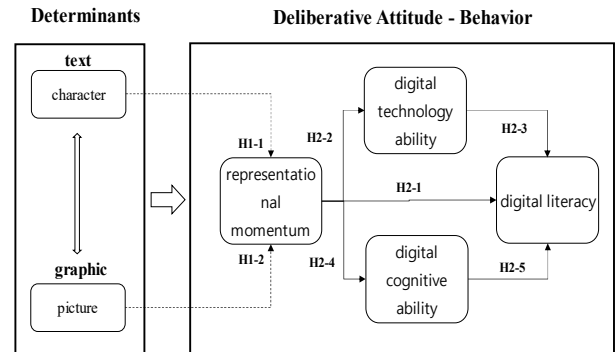 Determinants
Deliberative Attitude - Behavior
text
character
graphic
picture
H1-1
H1-2
representatio
nal
momentum
H2-2
H2-1
H2-4
digital
technology
ability
digital
cognitive
ability
H2-3
H2-5
digital literacy